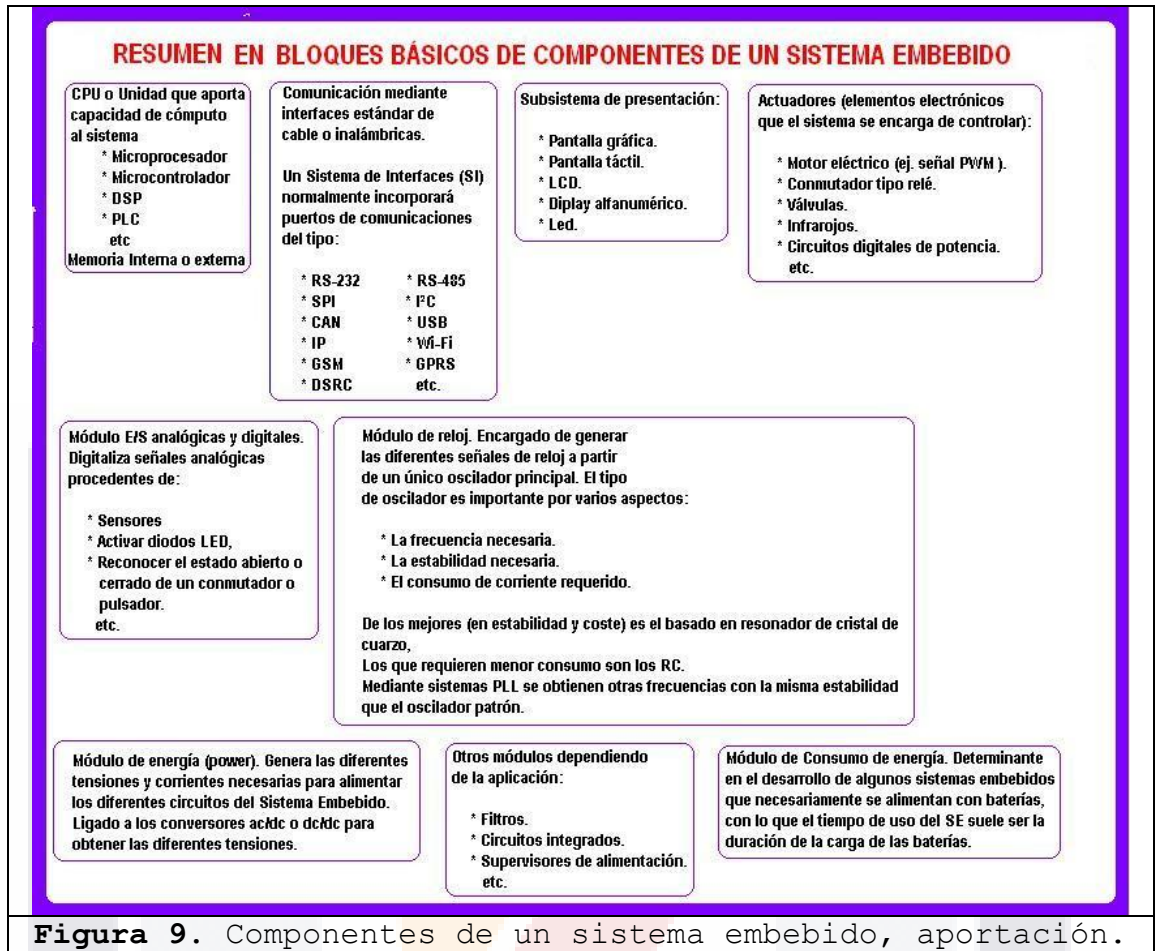 RESUMEN EN BLOQUES BÁSICOS DE COMPONENTES DE UN SISTEMA EMBEBIDO
CPU o Unidad que aporta
capacidad de cómputo
al sistema
* Microprocesador
* Microcontrolador
* DSP
* PLC
etc
Memoria Interna o externa
Comunicación mediante
interfaces estándar de
cable o inalámbricas.
Un Sistema de Interfaces (SI)
normalmente incorporará
puertos de comunicaciones
del tipo:
* RS-232 * RS-485
* SPI * I²C
* CAN * USB
* IP * Wi-Fi
* GSM * GPRS
* DSRC etc.
Subsistema de presentación:
* Pantalla gráfica.
* Pantalla táctil.
* LCD.
* Diplay alfanumérico.
* Led.
Actuadores (elementos electrónicos
que el sistema se encarga de controlar):
* Motor eléctrico (ej. señal PWM ).
* Conmutador tipo relé.
* Válvulas.
* Infrarojos.
* Circuitos digitales de potencia.
etc.
Módulo E/S analógicas y digitales.
Digitaliza señales analógicas
procedentes de:
* Sensores
* Activar diodos LED,
* Reconocer el estado abierto o
cerrado de un conmutador o
pulsador.
etc.
Módulo de reloj. Encargado de generar
las diferentes señales de reloj a partir
de un único oscilador principal. El tipo
de oscilador es importante por varios aspectos:
* La frecuencia necesaria.
* La estabilidad necesaria.
* El consumo de corriente requerido.
De los mejores (en estabilidad y coste) es el basado en resonador de cristal de
cuarzo,
Los que requieren menor consumo son los RC.
Mediante sistemas PLL se obtienen otras frecuencias con la misma estabilidad
que el oscilador patrón.
Módulo de energía (power). Genera las diferentes
tensiones y corrientes necesarias para alimentar
los diferentes circuitos del Sistema Embebido.
Ligado a los conversores ac/dc o dc/dc para
obtener las diferentes tensiones.
Otros módulos dependiendo
de la aplicación:
* Filtros.
* Circuitos integrados.
* Supervisores de alimentación.
etc.
Módulo de Consumo de energía. Determinante
en el desarrollo de algunos sistemas embebidos
que necesariamente se alimentan con baterías,
con lo que el tiempo de uso del SE suele ser la
duración de la carga de las baterías.
Figura 9. Componentes de un sistema embebido, aportación.